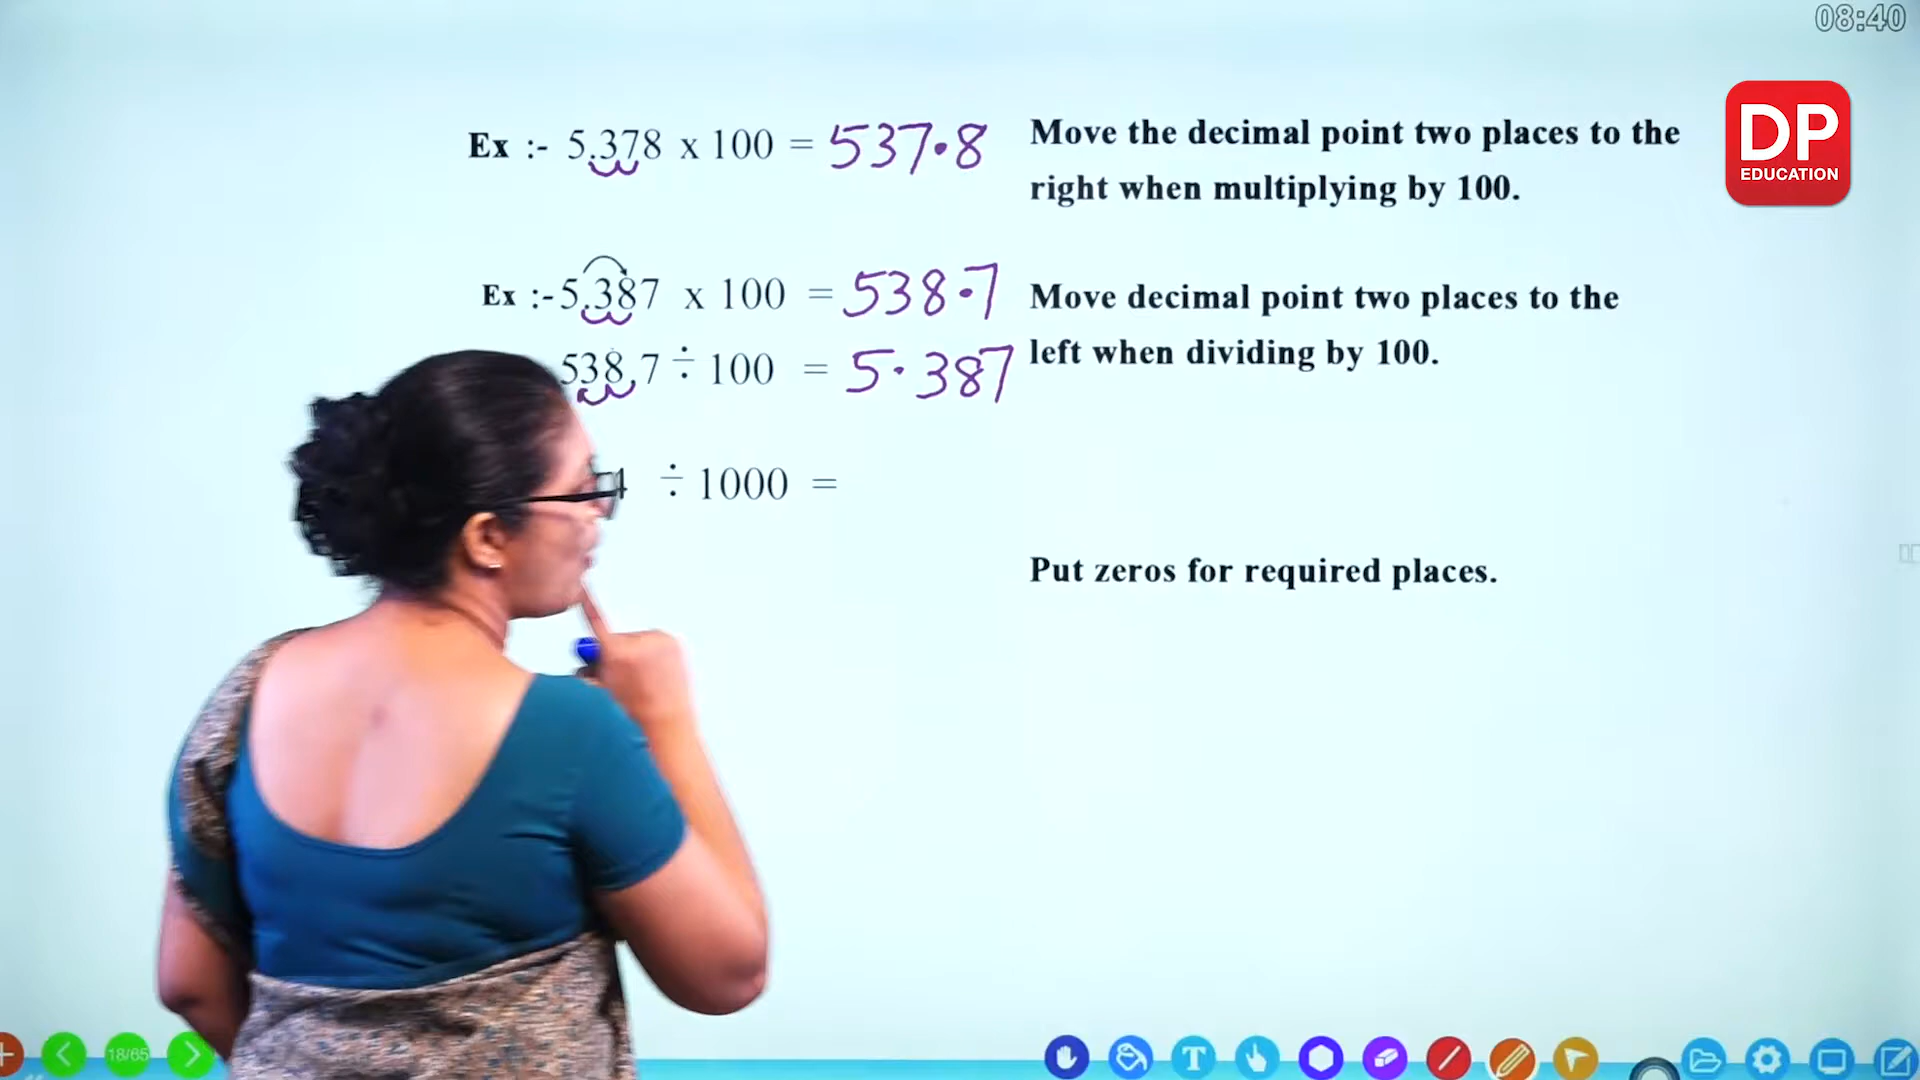 08:40
DP
EDUCATION
Ex :- 5.378 x 100 = 537.8
Move the decimal point two places to the
right when multiplying by 100.
Ex :- 5.387 x 100 = 538.7
Move decimal point two places to the
left when dividing by 100.
538.7 ÷ 100 = 5.387
4 ÷ 1000 =
Put zeros for required places.
18/65
T